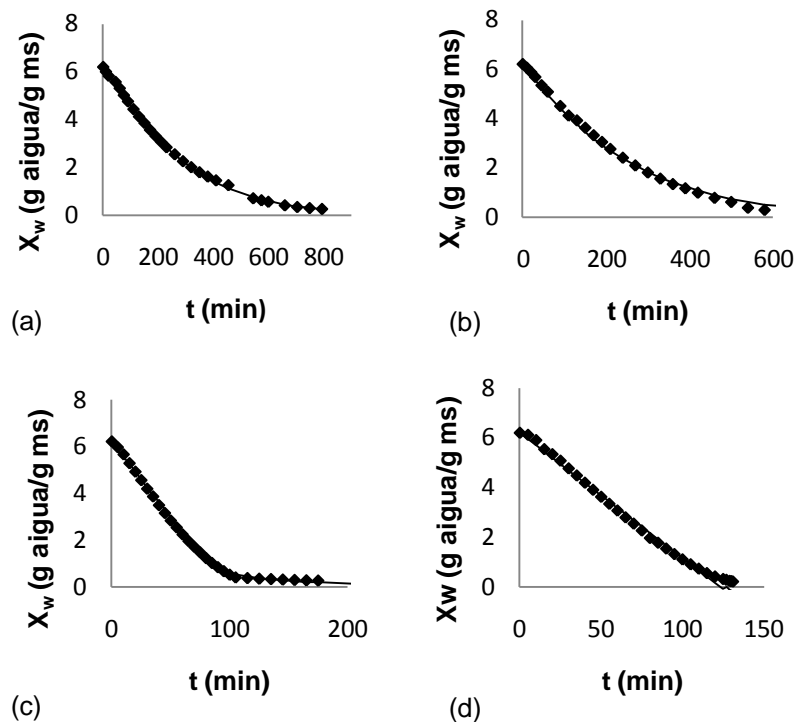 8
6
4
2
0
X_w (g aigua/g ms)
0 200 400 600 800
t (min)
(a)
8
6
4
2
0
X_w (g aigua/g ms)
0 200 400 600
t (min)
(b)
8
6
4
2
0
X_w (g aigua/g ms)
0 100 200
t (min)
(c)
8
6
4
2
0
Xw (g aigua/g ms)
0 50 100 150
t (min)
(d)